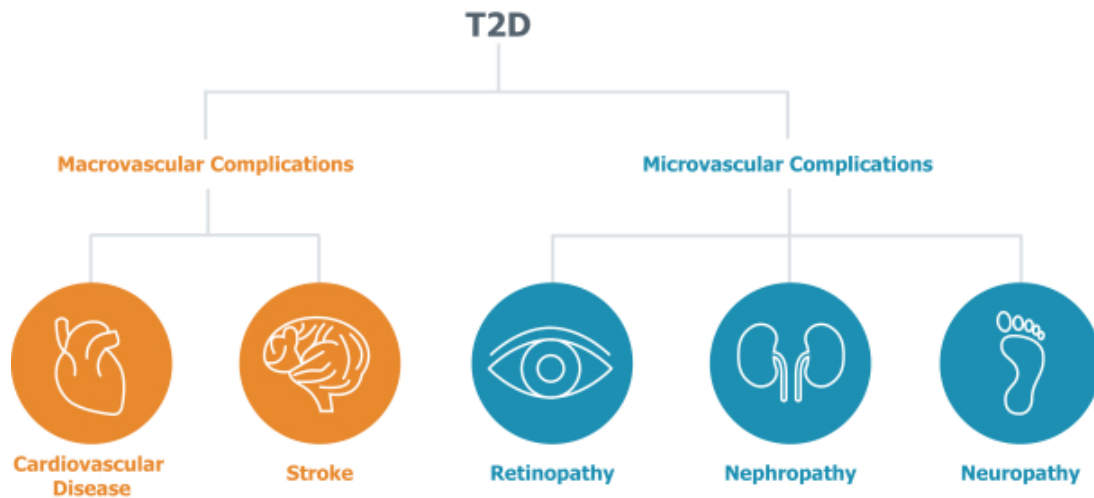 T2D
Macrovascular Complications
Microvascular Complications
Cardiovascular
Disease
Stroke
Retinopathy
Nephropathy
Neuropathy